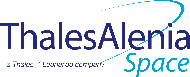 ThalesAlenia
a Thales / Leonardo company
Space